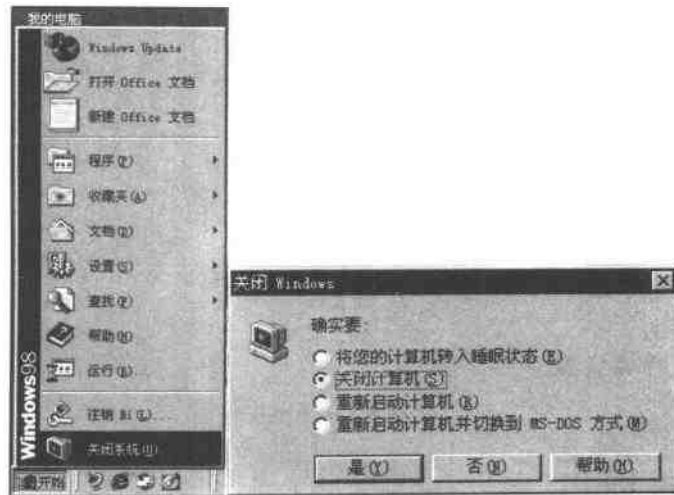 我的电脑
Windows Update
打开 Office 文档
新建 Office 文档
程序(P)
收藏夹(A)
文档(D)
设置(S)
查找(F)
帮助(H)
运行(R)...
注销 Bi (L)...
关闭系统(U)
Windows98
开始
关闭 Windows
确实要:
将您的计算机转入睡眠状态(E)
关闭计算机(S)
重新启动计算机(R)
重新启动计算机并切换到 MS-DOS 方式(M)
是(Y)
否(N)
帮助(H)